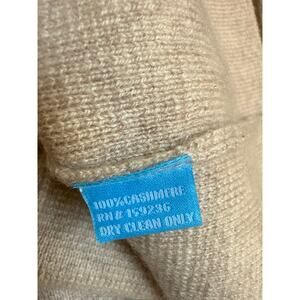 100% CASHMERE
RN# 159236
DRY CLEAN ONLY